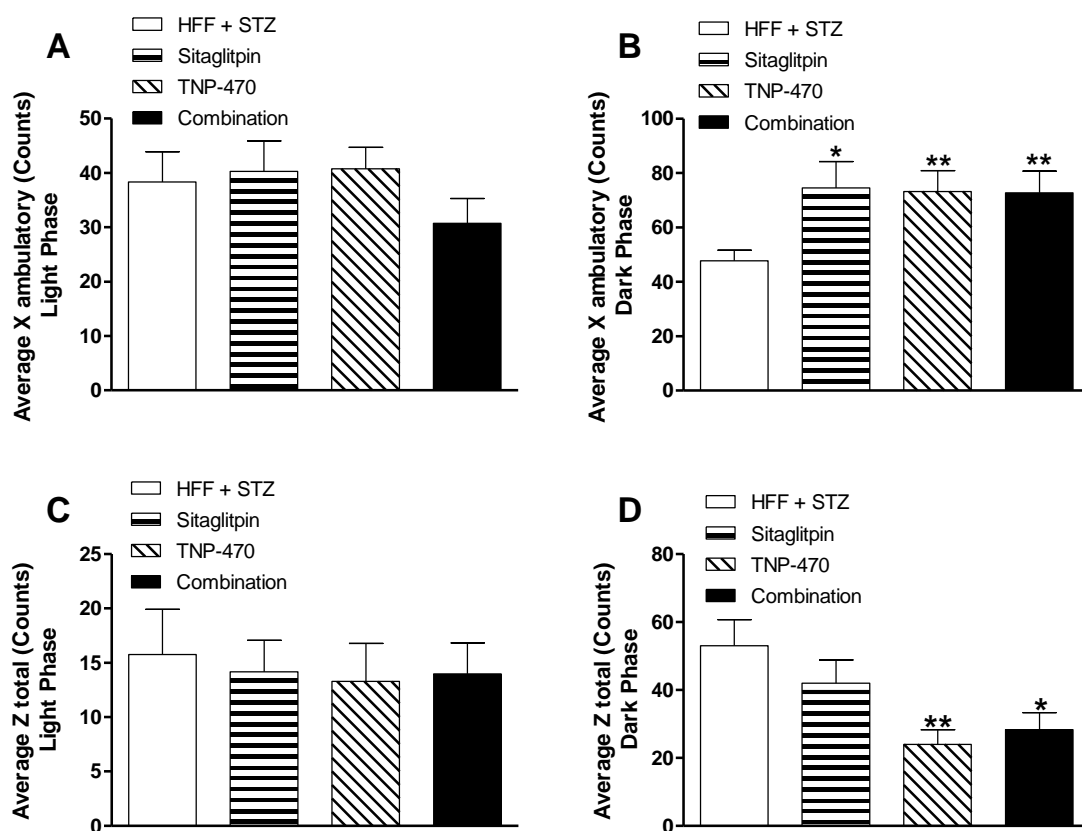 A
HFF + STZ
Sitaglitpin
TNP-470
Combination
Average X ambulatory (Counts)
Light Phase
50
40
30
20
10
0
B
HFF + STZ
Sitaglitpin
TNP-470
Combination
Average X ambulatory (Counts)
Dark Phase
100
80
60
40
20
0
*
**
**
C
HFF + STZ
Sitaglitpin
TNP-470
Combination
Average Z total (Counts)
Light Phase
25
20
15
10
5
0
D
HFF + STZ
Sitaglitpin
TNP-470
Combination
Average Z total (Counts)
Dark Phase
80
60
40
20
0
**
*